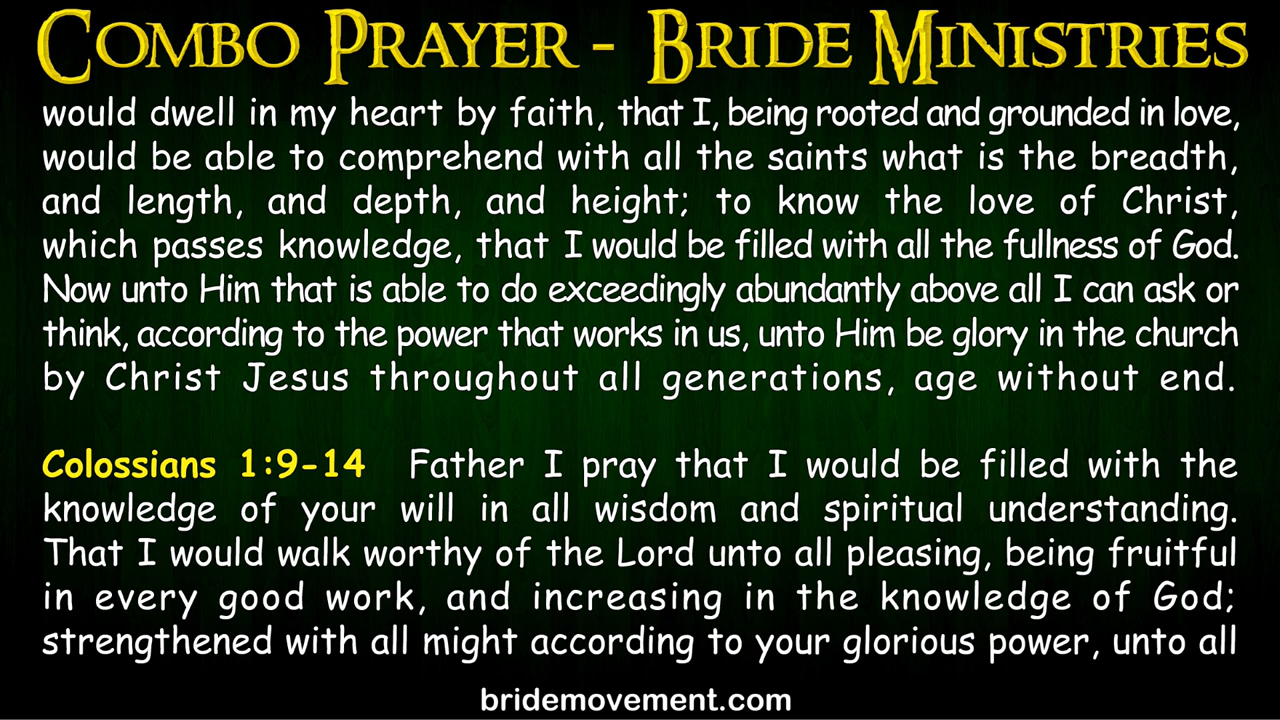 Combo Prayer - Bride Ministries
would dwell in my heart by faith, that I, being rooted and grounded in love,
would be able to comprehend with all the saints what is the breadth,
and length, and depth, and height; to know the love of Christ,
which passes knowledge, that I would be filled with all the fullness of God.
Now unto Him that is able to do exceedingly abundantly above all I can ask or
think, according to the power that works in us, unto Him be glory in the church
by Christ Jesus throughout all generations, age without end.
Colossians 1:9-14 Father I pray that I would be filled with the
knowledge of your will in all wisdom and spiritual understanding.
That I would walk worthy of the Lord unto all pleasing, being fruitful
in every good work, and increasing in the knowledge of God;
strengthened with all might according to your glorious power, unto all
bridemovement.com